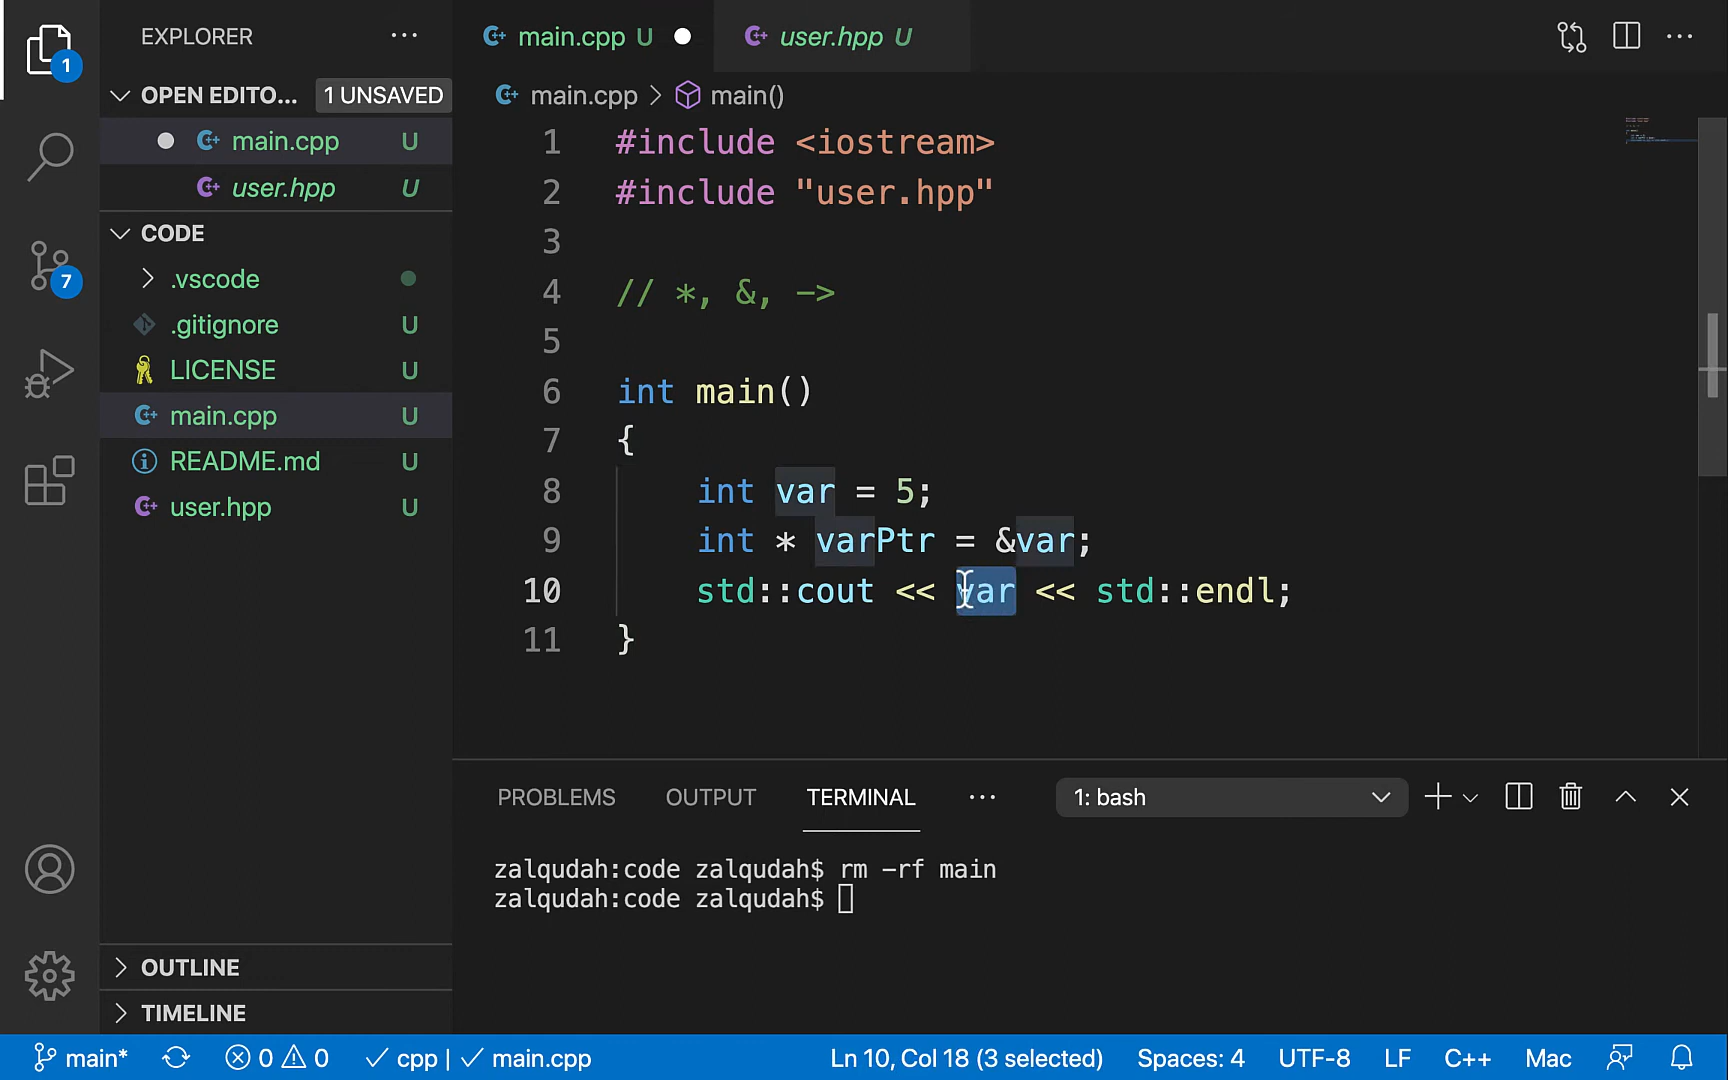 EXPLORER
main.cpp U
user.hpp U
1
OPEN EDITO...
1 UNSAVED
main.cpp > main()
main.cpp U
user.hpp U
CODE
.vscode
.gitignore U
LICENSE U
main.cpp U
README.md U
user.hpp U
7
1 #include <iostream>
2 #include "user.hpp"
3
4 // *, &, ->
5
6 int main()
7 {
8 int var = 5;
9 int * varPtr = &var;
10 std::cout << var << std::endl;
11 }
PROBLEMS OUTPUT TERMINAL
1: bash
zalqudah:code zalqudah$ rm -rf main
zalqudah:code zalqudah$
OUTLINE
TIMELINE
main* 0 0 cpp | main.cpp Ln 10, Col 18 (3 selected) Spaces: 4 UTF-8 LF C++ Mac